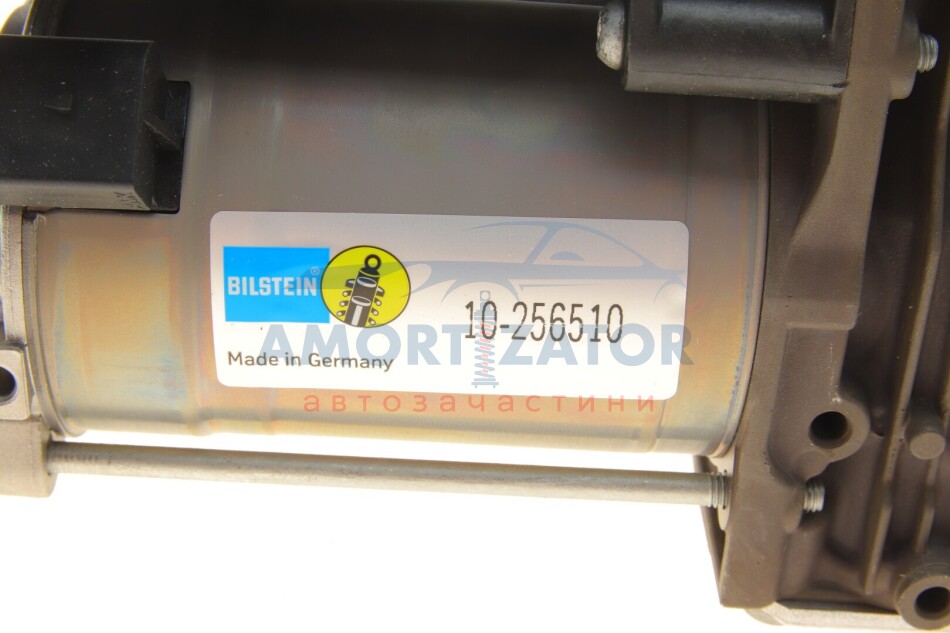 BILSTEIN®
10-256510
Made in Germany
AMORTIZATOR
автозачастини